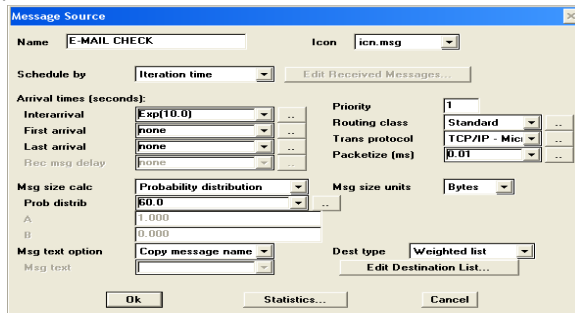 Message Source
Name E-MAIL CHECK Icon icn.msg
Schedule by Iteration time Edit Received Messages...
Arrival times (seconds):
Interarrival Exp(10.0) ..
First arrival none ..
Last arrival none ..
Rec msg delay none ..
Priority 1
Routing class Standard ..
Trans protocol TCP/IP - Micr ..
Packetize (ms) 0.01 ..
Msg size calc Probability distribution Msg size units Bytes
Prob distrib 60.0 ..
A 1.000
B 0.000
Msg text option Copy message name Dest type Weighted list
Msg text Edit Destination List...
Ok Statistics... Cancel